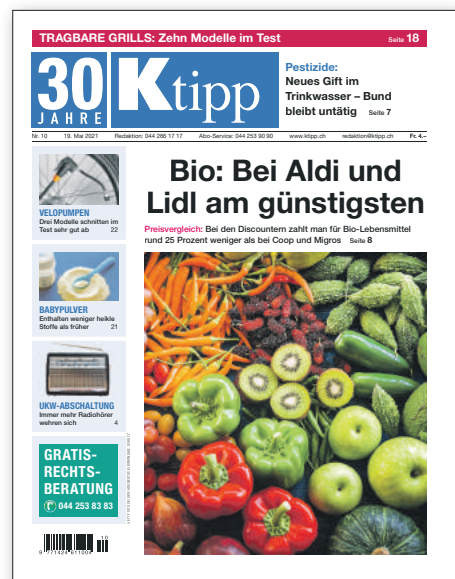 TRAGBARE GRILLS: Zehn Modelle im Test Seite 18
30
JAHRE
Ktipp
Pestizide:
Neues Gift im
Trinkwasser – Bund
bleibt untätig Seite 7
Nr. 10 19. Mai 2021 Redaktion: 044 266 17 17 Abo-Service: 044 253 90 90 www.ktipp.ch redaktion@ktipp.ch Fr. 4.–
VELOPUMPEN
Drei Modelle schnitten im
Test sehr gut ab 22
BABYPULVER
Enthalten weniger heikle
Stoffe als früher 21
UKW-ABSCHALTUNG
Immer mehr Radiohörer
wehren sich 4
GRATIS-
RECHTS-
BERATUNG
044 253 83 83
Bio: Bei Aldi und
Lidl am günstigsten
Preisvergleich: Bei den Discountern zahlt man für Bio-Lebensmittel
rund 25 Prozent weniger als bei Coop und Migros Seite 8
10
9 771424 611004